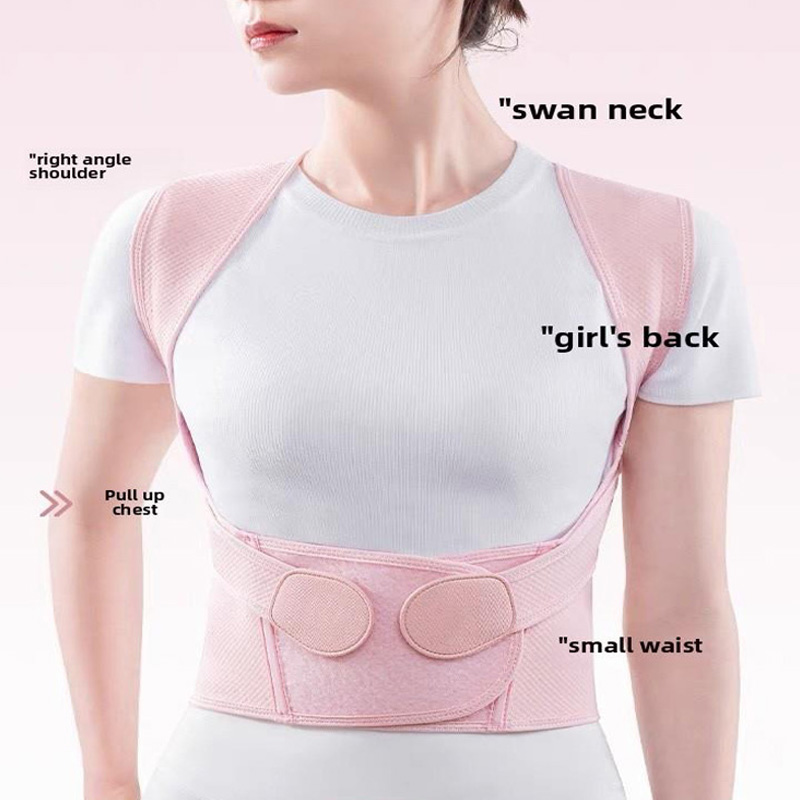 "swan neck
"right angle
shoulder
"girl's back
Pull up
chest
"small waist